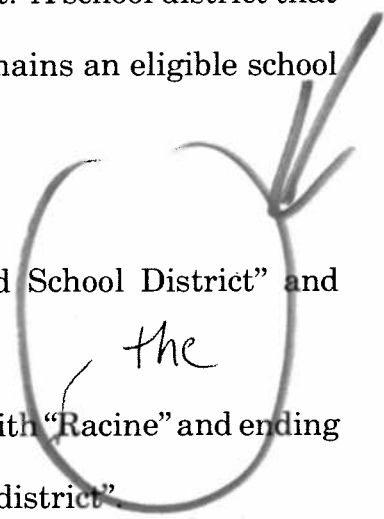 A school district that
mains an eligible school
d School District” and
the
ith “Racine” and ending
district”.